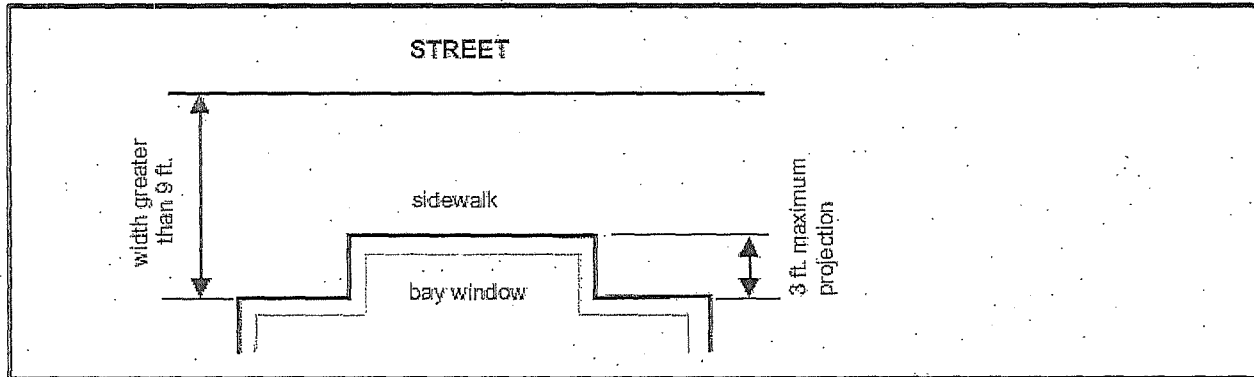 STREET
width greater
than 9 ft.
sidewalk
3 ft. maximum
projection
bay window